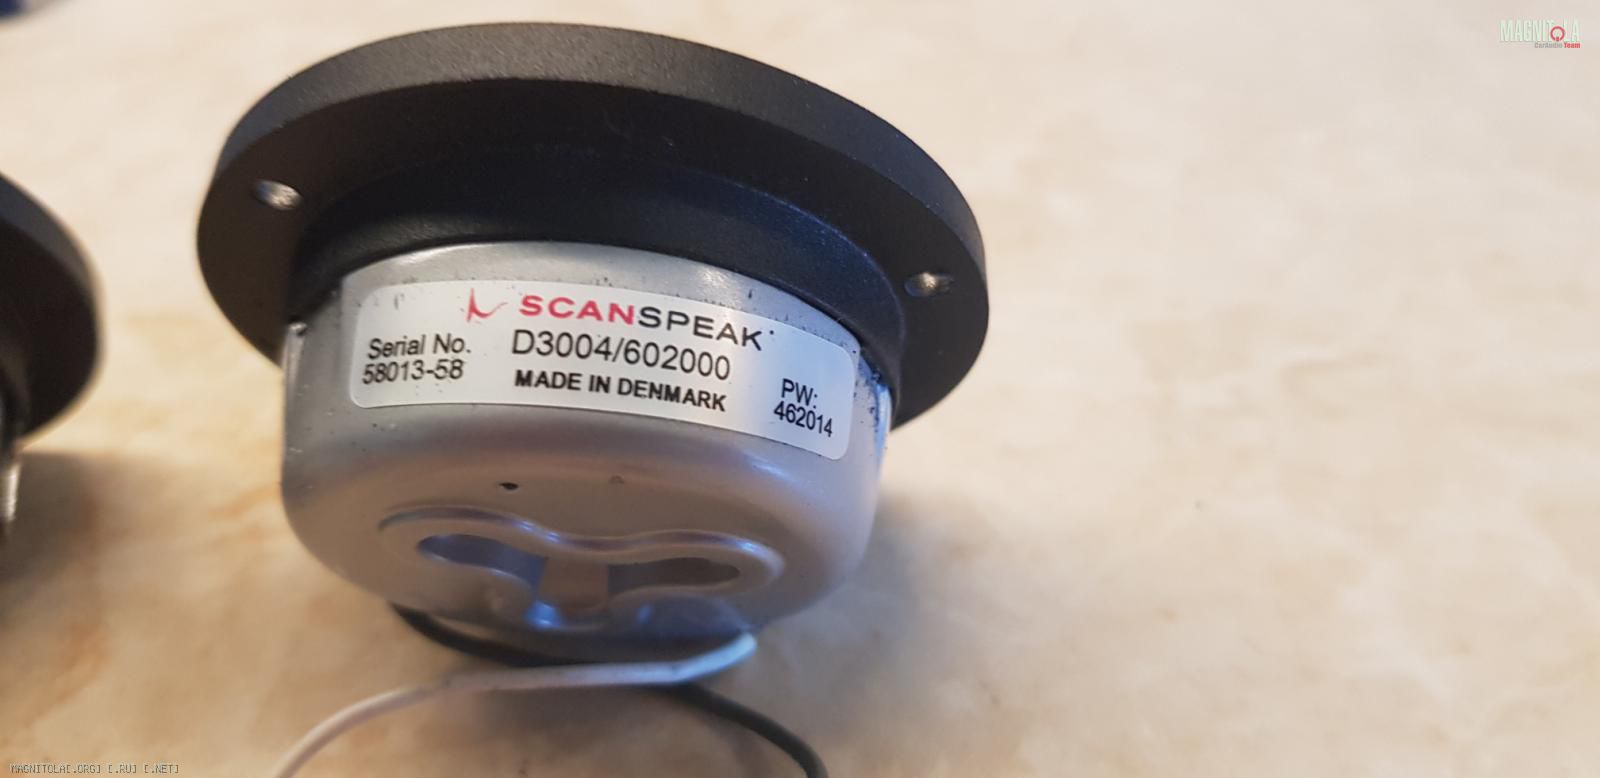 MAGNITOLA
CarAudio Team
SCANSPEAK
Serial No.
D3004/602000
58013-58
MADE IN DENMARK
PW:
462014
MAGNITOLA[.ORG] [.RU] [.NET]